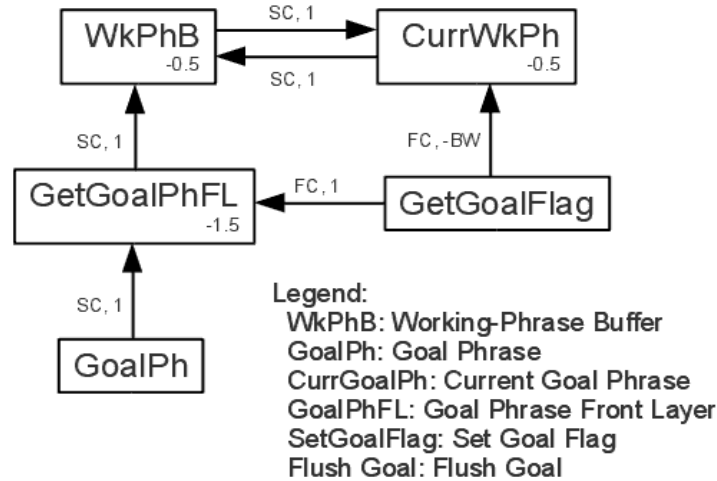 SC, 1
WkPhB
-0.5
CurrWkPh
-0.5
SC, 1
SC, 1
FC, -BW
GetGoalPhFL
-1.5
FC, 1
GetGoalFlag
SC, 1
GoalPh
Legend:
WkPhB: Working-Phrase Buffer
GoalPh: Goal Phrase
CurrGoalPh: Current Goal Phrase
GoalPhFL: Goal Phrase Front Layer
SetGoalFlag: Set Goal Flag
Flush Goal: Flush Goal